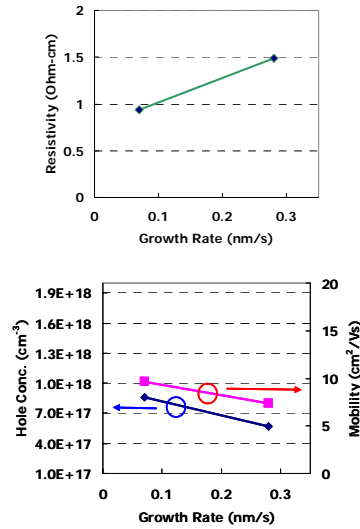 2
1.5
1
0.5
0
Resistivity (Ohm-cm)
0 0.1 0.2 0.3
Growth Rate (nm/s)
1.9E+18
1.6E+18
1.3E+18
1.0E+18
7.0E+17
4.0E+17
1.0E+17
Hole Conc. (cm-3)
20
15
10
5
0
Mobility (cm2/Vs)
0 0.1 0.2 0.3
Growth Rate (nm/s)